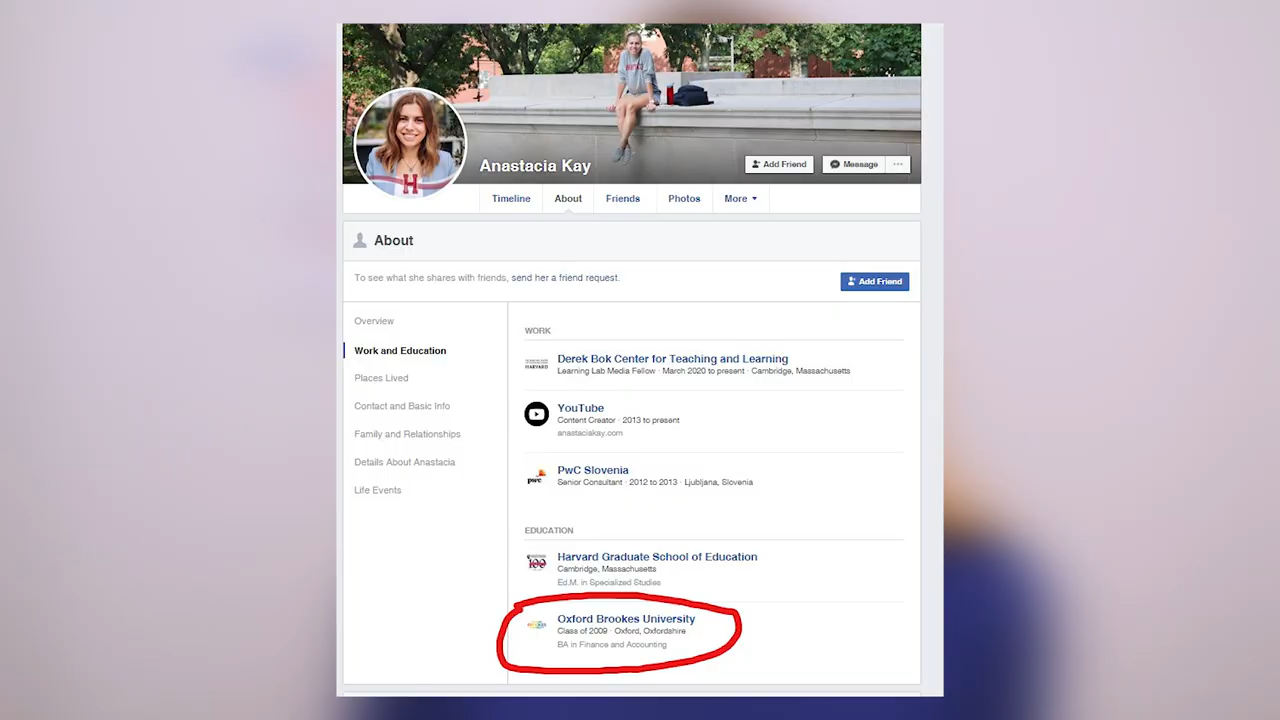 Anastacia Kay
Add Friend
Message
Timeline
About
Friends
Photos
More
About
To see what she shares with friends, send her a friend request.
Add Friend
Overview
Work and Education
Places Lived
Contact and Basic Info
Family and Relationships
Details About Anastacia
Life Events
WORK
HARVARD
Derek Bok Center for Teaching and Learning
Learning Lab Media Fellow · March 2020 to present · Cambridge, Massachusetts
YouTube
Content Creator · 2013 to present
anastaciakay.com
pwc
PwC Slovenia
Senior Consultant · 2012 to 2013 · Ljubljana, Slovenia
EDUCATION
100
Harvard Graduate School of Education
Cambridge, Massachusetts
Ed.M. in Specialized Studies
Oxford Brookes University
Class of 2009 · Oxford, Oxfordshire
BA in Finance and Accounting
H